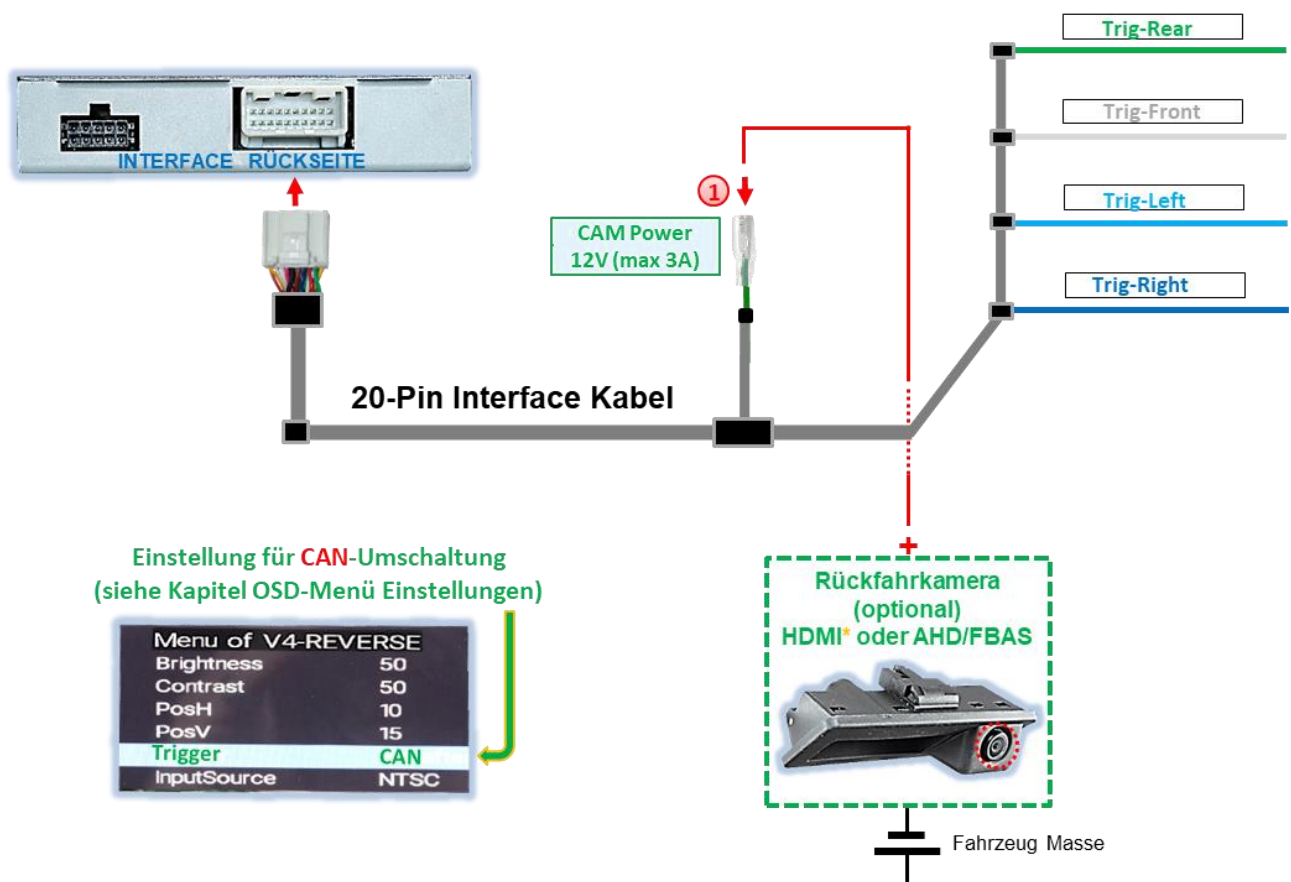 Trig-Rear
Trig-Front
Trig-Left
Trig-Right
INTERFACE RÜCKSEITE
1
CAM Power
12V (max 3A)
20-Pin Interface Kabel
Einstellung für CAN-Umschaltung
(siehe Kapitel OSD-Menü Einstellungen)
Menu of V4-REVERSE
Brightness 50
Contrast 50
PosH 10
PosV 15
Trigger CAN
InputSource NTSC
+
Rückfahrkamera
(optional)
HDMI* oder AHD/FBAS
Fahrzeug Masse